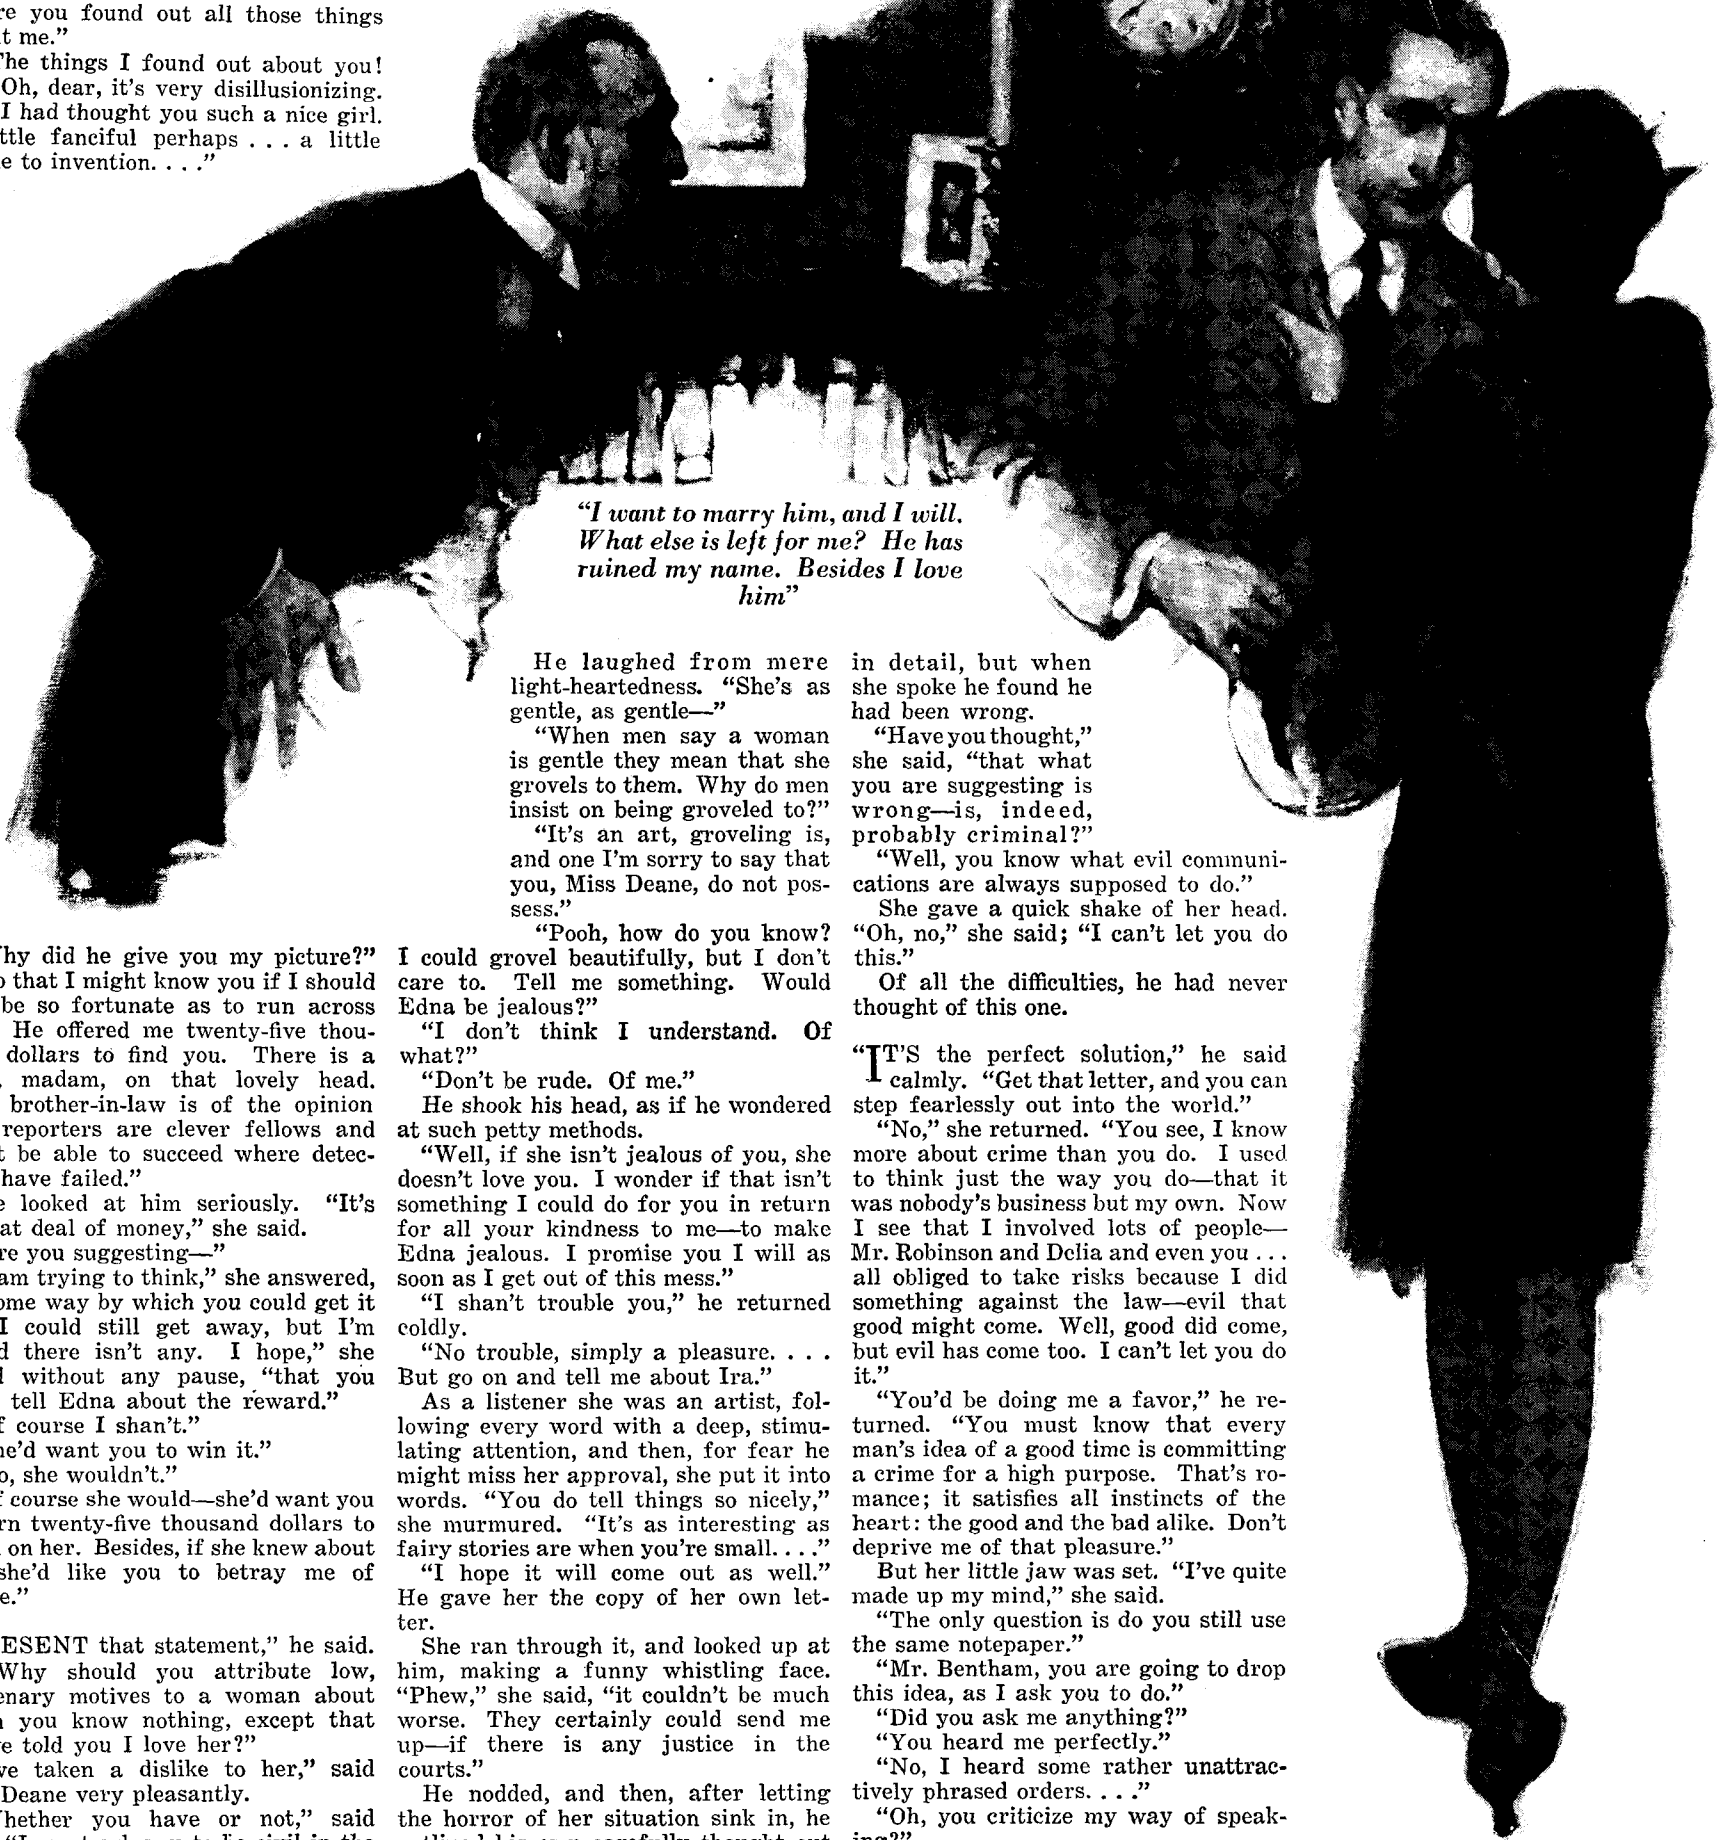 re you found out all those things
t me.”
The things I found out about you!
Oh, dear, it’s very disillusionizing.
I had thought you such a nice girl.
ttle fanciful perhaps . . . a little
e to invention. . . .”
“I want to marry him, and I will.
What else is left for me? He has
ruined my name. Besides I love
him”
hy did he give you my picture?”
o that I might know you if I should
be so fortunate as to run across
He offered me twenty-five thou-
dollars to find you. There is a
, madam, on that lovely head.
brother-in-law is of the opinion
reporters are clever fellows and
t be able to succeed where detec-
have failed.”
e looked at him seriously. “It’s
at deal of money,” she said.
re you suggesting—”
am trying to think,” she answered,
ome way by which you could get it
I could still get away, but I’m
d there isn’t any. I hope,” she
l without any pause, “that you
tell Edna about the reward.”
f course I shan’t.”
he’d want you to win it.”
o, she wouldn’t.”
f course she would—she’d want you
rn twenty-five thousand dollars to
on her. Besides, if she knew about
she’d like you to betray me of
e.”
ESENT that statement,” he said.
Why should you attribute low,
enary motives to a woman about
you know nothing, except that
e told you I love her?”
ve taken a dislike to her,” said
Deane very pleasantly.
hether you have or not,” said
He laughed from mere
light-heartedness. “She’s as
gentle, as gentle—”
“When men say a woman
is gentle they mean that she
grovels to them. Why do men
insist on being groveled to?”
“It’s an art, groveling is,
and one I’m sorry to say that
you, Miss Deane, do not pos-
sess.”
“Pooh, how do you know?
I could grovel beautifully, but I don’t
care to. Tell me something. Would
Edna be jealous?”
“I don’t think I understand. Of
what?”
“Don’t be rude. Of me.”
He shook his head, as if he wondered
at such petty methods.
“Well, if she isn’t jealous of you, she
doesn’t love you. I wonder if that isn’t
something I could do for you in return
for all your kindness to me—to make
Edna jealous. I promise you I will as
soon as I get out of this mess.”
“I shan’t trouble you,” he returned
coldly.
“No trouble, simply a pleasure. . . .
But go on and tell me about Ira.”
As a listener she was an artist, fol-
lowing every word with a deep, stimu-
lating attention, and then, for fear he
might miss her approval, she put it into
words. “You do tell things so nicely,”
she murmured. “It’s as interesting as
fairy stories are when you’re small. . . .”
“I hope it will come out as well.”
He gave her the copy of her own let-
ter.
She ran through it, and looked up at
him, making a funny whistling face.
“Phew,” she said, “it couldn’t be much
worse. They certainly could send me
up—if there is any justice in the
courts.”
He nodded, and then, after letting
the horror of her situation sink in, he
in detail, but when
she spoke he found he
had been wrong.
“Have you thought,”
she said, “that what
you are suggesting is
wrong—is, indeed,
probably criminal?”
“Well, you know what evil communi-
cations are always supposed to do.”
She gave a quick shake of her head.
“Oh, no,” she said; “I can’t let you do
this.”
Of all the difficulties, he had never
thought of this one.
“IT’S the perfect solution,” he said
calmly. “Get that letter, and you can
step fearlessly out into the world.”
“No,” she returned. “You see, I know
more about crime than you do. I used
to think just the way you do—that it
was nobody’s business but my own. Now
I see that I involved lots of people—
Mr. Robinson and Delia and even you . . .
all obliged to take risks because I did
something against the law—evil that
good might come. Well, good did come,
but evil has come too. I can’t let you do
it.”
“You’d be doing me a favor,” he re-
turned. “You must know that every
man’s idea of a good time is committing
a crime for a high purpose. That’s ro-
mance; it satisfies all instincts of the
heart: the good and the bad alike. Don’t
deprive me of that pleasure.”
But her little jaw was set. “I’ve quite
made up my mind,” she said.
“The only question is do you still use
the same notepaper.”
“Mr. Bentham, you are going to drop
this idea, as I ask you to do.”
“Did you ask me anything?”
“You heard me perfectly.”
“No, I heard some rather unattrac-
tively phrased orders. . . .”
“Oh, you criticize my way of speak-